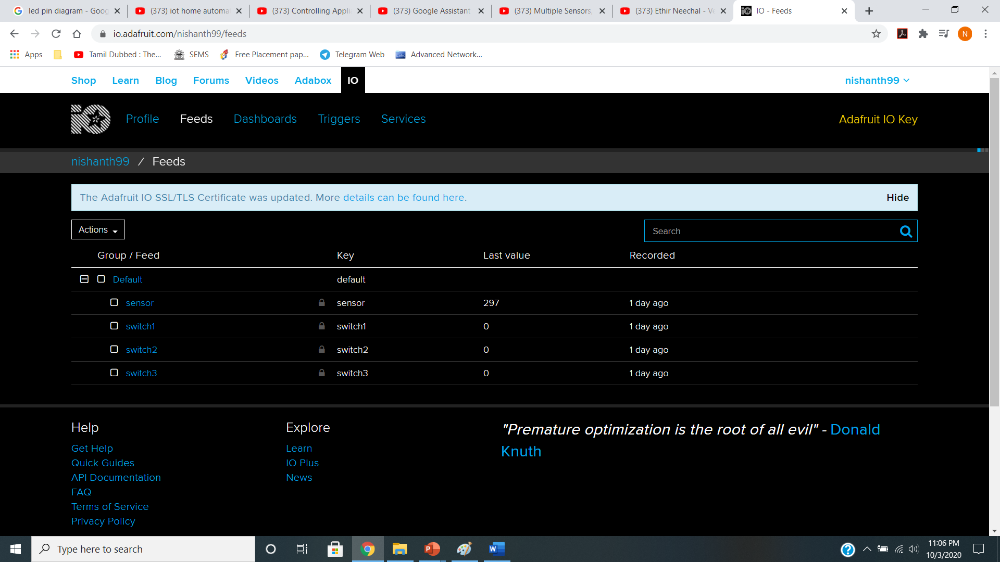 led pin diagram - Goog
(373) iot home automa
(373) Controlling Appli
(373) Google Assistant
(373) Multiple Sensors,
(373) Ethir Neechal - Ve
IO - Feeds
io.adafruit.com/nishanth99/feeds
N
Apps
Tamil Dubbed : The...
SEMS
Free Placement pap...
Telegram Web
Labs
Advanced Network...
Shop Learn Blog Forums Videos Adabox IO nishanth99
iO Profile Feeds Dashboards Triggers Services Adafruit IO Key
nishanth99 / Feeds
The Adafruit IO SSL/TLS Certificate was updated. More details can be found here. Hide
Actions Search
Group / Feed Key Last value Recorded
Default default
sensor sensor 297 1 day ago
switch1 switch1 0 1 day ago
switch2 switch2 0 1 day ago
switch3 switch3 0 1 day ago
Help
Get Help
Quick Guides
API Documentation
FAQ
Terms of Service
Privacy Policy
Explore
Learn
IO Plus
News
"Premature optimization is the root of all evil" - Donald
Knuth
Type here to search
P
W
?
11:06 PM
10/3/2020